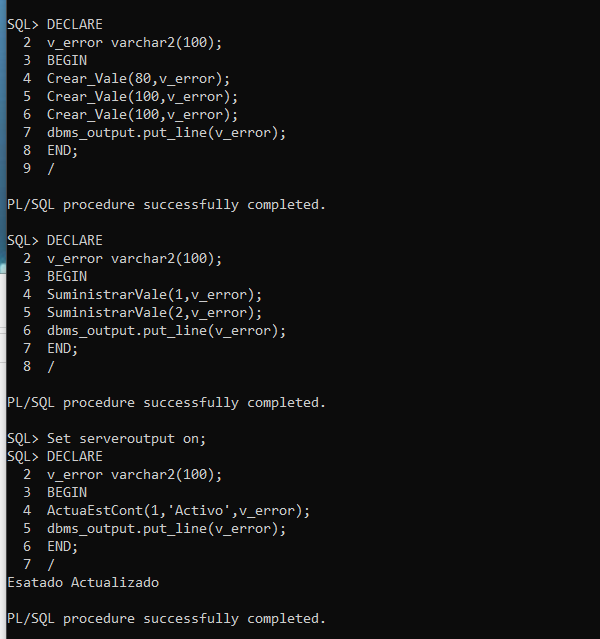 SQL> DECLARE
  2  v_error varchar2(100);
  3  BEGIN
  4  Crear_Vale(80,v_error);
  5  Crear_Vale(100,v_error);
  6  Crear_Vale(100,v_error);
  7  dbms_output.put_line(v_error);
  8  END;
  9  /
PL/SQL procedure successfully completed.
SQL> DECLARE
  2  v_error varchar2(100);
  3  BEGIN
  4  SuministrarVale(1,v_error);
  5  SuministrarVale(2,v_error);
  6  dbms_output.put_line(v_error);
  7  END;
  8  /
PL/SQL procedure successfully completed.
SQL> Set serveroutput on;
SQL> DECLARE
  2  v_error varchar2(100);
  3  BEGIN
  4  ActuaEstCont(1,'Activo',v_error);
  5  dbms_output.put_line(v_error);
  6  END;
  7  /
Esatado Actualizado
PL/SQL procedure successfully completed.